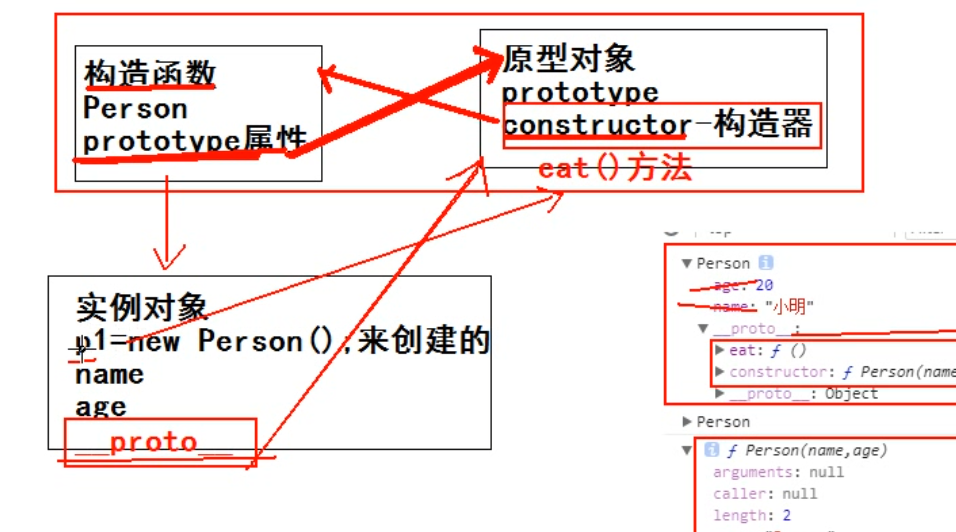 构造函数
Person
prototype属性
原型对象
prototype
constructor-构造器
eat()方法
实例对象
p1=new Person(),来创建的
name
age
__proto__
Person
age: 20
name: "小明"
__proto__:
eat: ƒ ()
constructor: ƒ Person(name
__proto__: Object
Person
ƒ Person(name,age)
arguments: null
caller: null
length: 2